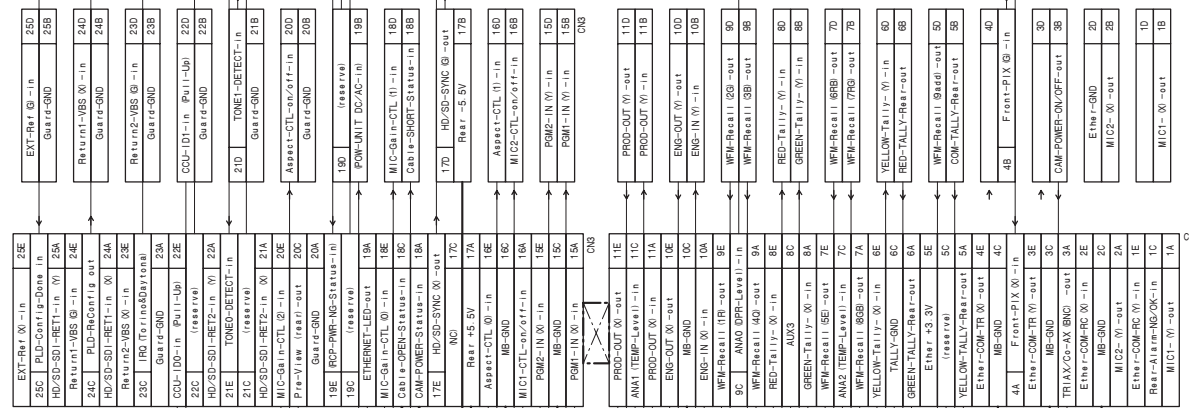 EXT-Ref (X)-in 25E
25C PLD-Config-Done in
HD/SD-SDI-RET1-in (Y) 25A
Return1-VBS (G)-in 24E
24C PLD-ReConfig out
HD/SD-SDI-RET1-in (X) 24A
Return2-VBS (X)-in 23E
23C IRQ (Torino&Daytona)
Guard-GND 23A
CCU-ID0-in (Pull-Up) 22E
22C (reserve)
HD/SD-SDI-RET2-in (Y) 22A
21E TONE0-DETECT-in
21C (reserve)
HD/SD-SDI-RET2-in (X) 21A
MIC-Gain-CTL (2)-in 20E
Pre-View (rear)-out 20C
Guard-GND 20A
19E (RCP-PWR-NG-Status-in)
19C (reserve)
ETHERNET-LED-out 19A
MIC-Gain-CTL (0)-in 18E
Cable-OPEN-Status-in 18C
CAM-POWER-Status-in 18A
17E HD/SD-SYNC (X)-out
NCI 17C
Rear +5.5V 17A
Aspect-CTL (0)-in 16E
MB-GND 16C
MIC1-CTL-on/off-in 16A
PGM2-IN (X)-in 15E
MB-GND 15C
PGM1-IN (X)-in 15A
CN3
EXT-Ref (G)-in 25D
Guard-GND 25B
Return1-VBS (X)-in 24D
Guard-GND 24B
Return2-VBS (G)-in 23D
Guard-GND 23B
CCU-ID1-in (Pull-Up) 22D
Guard-GND 22B
21D TONE1-DETECT-in
Guard-GND 21B
Aspect-CTL-on/off-in 20D
Guard-GND 20B
19D (reserve)
(POW-UNIT DC/AC-in) 19B
MIC-Gain-CTL (1)-in 18D
Cable-SHORT-Status-in 18B
17D HD/SD-SYNC (G)-out
Rear -5.5V 17B
Aspect-CTL (1)-in 16D
MIC2-CTL-on/off-in 16B
PGM2-IN (Y)-in 15D
PGM1-IN (Y)-in 15B
CN3
PROD-OUT (X)-out 11E
ANA1 (TEMP-Level)-in 11C
PROD-IN (X)-out 11A
ENG-OUT (X)-in 10E
MB-GND 10C
ENG-IN (X)-in 10A
WFM-Recall (1R)-out 9E
9C ANA0 (DPR-Level)-in
WFM-Recall (4Q)-out 9A
RED-Tally-(X)-in 8E
AUX3 8C
GREEN-Tally-(X)-in 8A
WFM-Recall (5E)-out 7E
ANA2 (TEMP-Level)-in 7C
WFM-Recall (8GB)-out 7A
YELLOW-Tally-(X)-in 6E
TALLY-GND 6C
GREEN-TALLY-Rear-out 6A
Ether +3.3V 5E
(reserve) 5C
YELLOW-TALLY-Rear-out 5A
Ether-COM-TR (X)-out 4E
MB-GND 4C
4A Front-PIX (X)-in
Ether-COM-TR (Y)-out 3E
MB-GND 3C
TRIAX/Co-AX (BNC) -out 3A
Ether-COM-RC (X)-in 2E
MB-GND 2C
MIC2-(Y)-out 2A
Ether-COM-RC (Y)-in 1E
Rear-Alarm-NG/OK-in 1C
MIC1-(Y)-out 1A
C
PROD-OUT (Y)-out 11D
PROD-OUT (Y)-in 11B
ENG-OUT (Y)-in 10D
ENG-IN (Y)-in 10B
WFM-Recall (2G)-out 9D
WFM-Recall (3B)-out 9B
RED-Tally-(Y)-in 8D
GREEN-Tally-(Y)-in 8B
WFM-Recall (6RB)-out 7D
WFM-Recall (7RG)-out 7B
YELLOW-Tally-(Y)-in 6D
RED-TALLY-Rear-out 6B
WFM-Recall (9add)-out 5D
COM-TALLY-Rear-out 5B
4D
4B Front-PIX (G)-in
3D
CAM-POWER-ON/OFF-out 3B
Ether-GND 2D
MIC2-(X)-out 2B
1D
MIC1-(X)-out 1B